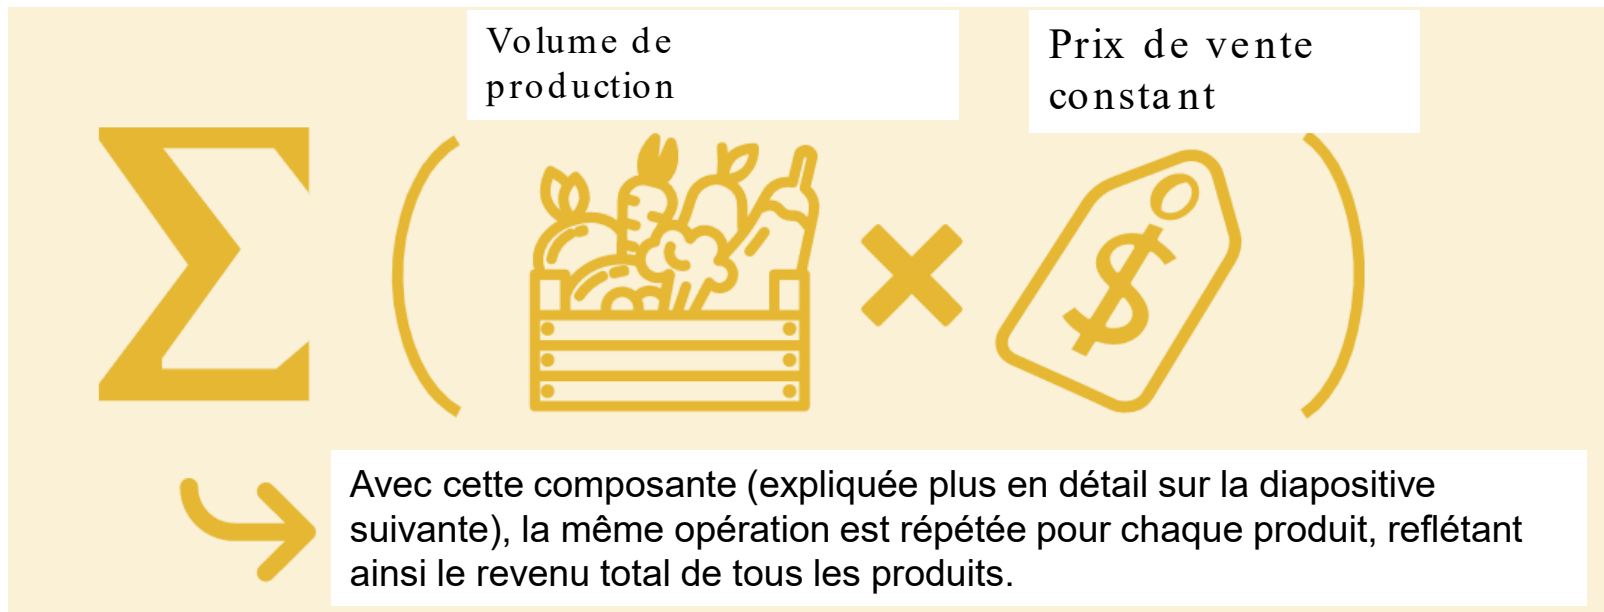 Volume de
production
Prix de vente
constant
Σ ( × $ )
Avec cette composante (expliquée plus en détail sur la diapositive
suivante), la même opération est répétée pour chaque produit, reflétant
ainsi le revenu total de tous les produits.